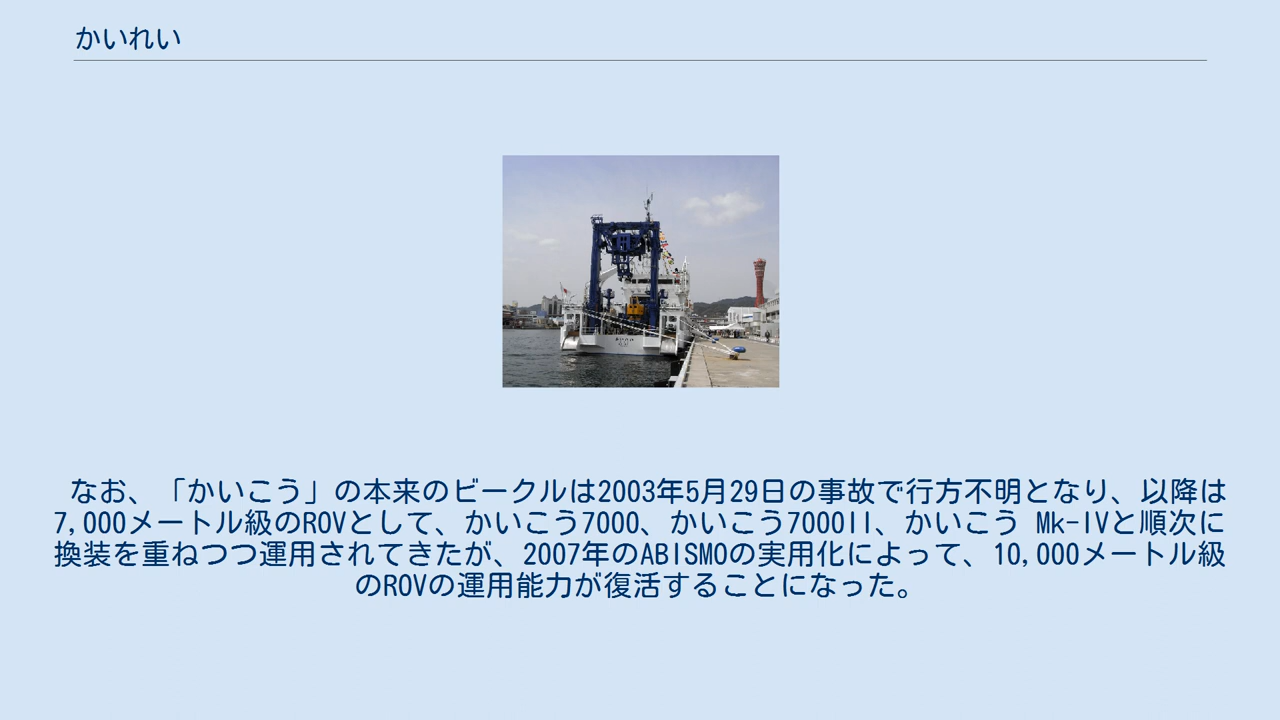 かいれい
なお、「かいこう」の本来のビークルは2003年5月29日の事故で行方不明となり、以降は
7,000メートル級のROVとして、かいこう7000、かいこう7000II、かいこう Mk-IVと順次に
換装を重ねつつ運用されてきたが、2007年のABISMOの実用化によって、10,000メートル級
のROVの運用能力が復活することになった。